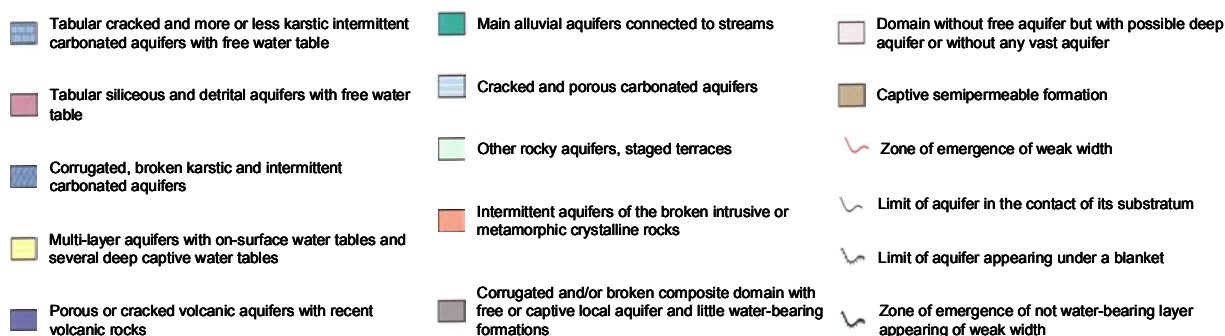 Tabular cracked and more or less karstic intermittent
carbonated aquifers with free water table
Tabular siliceous and detrital aquifers with free water
table
Corrugated, broken karstic and intermittent
carbonated aquifers
Multi-layer aquifers with on-surface water tables and
several deep captive water tables
Porous or cracked volcanic aquifers with recent
volcanic rocks
Main alluvial aquifers connected to streams
Cracked and porous carbonated aquifers
Other rocky aquifers, staged terraces
Intermittent aquifers of the broken intrusive or
metamorphic crystalline rocks
Corrugated and/or broken composite domain with
free or captive local aquifer and little water-bearing
formations
Domain without free aquifer but with possible deep
aquifer or without any vast aquifer
Captive semipermeable formation
Zone of emergence of weak width
Limit of aquifer in the contact of its substratum
Limit of aquifer appearing under a blanket
Zone of emergence of not water-bearing layer
appearing of weak width